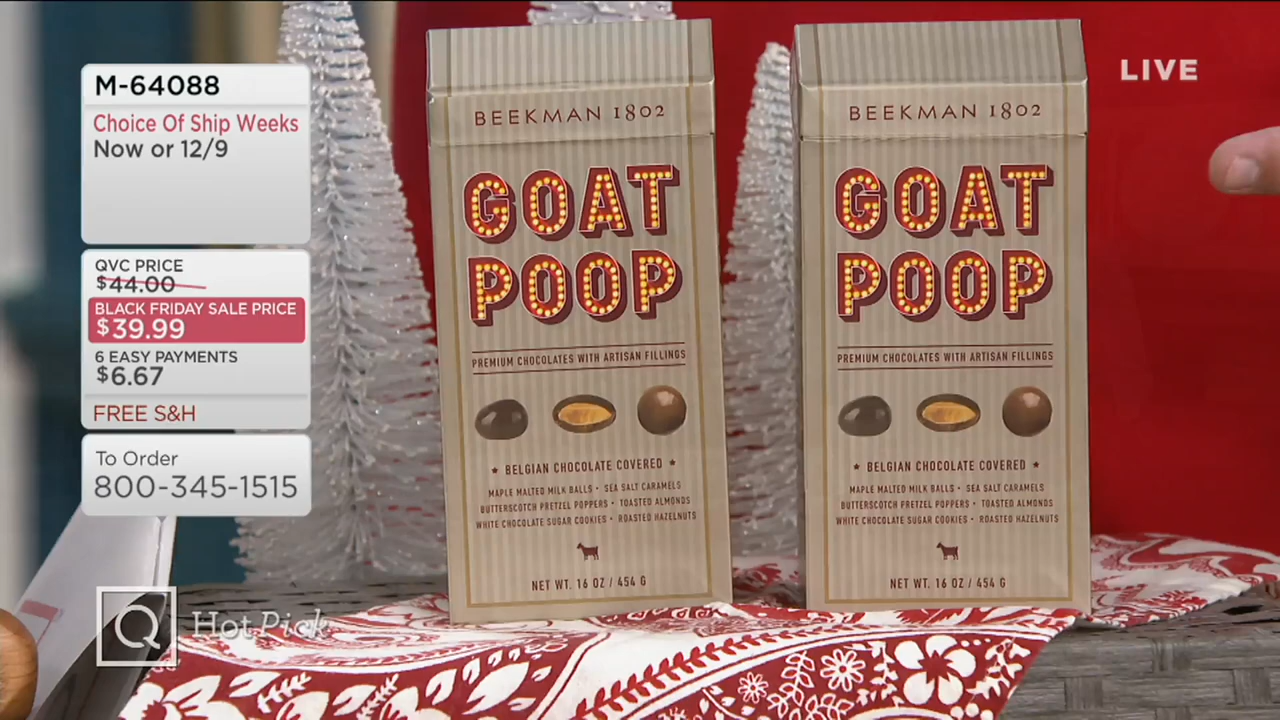 M-64088
Choice Of Ship Weeks
Now or 12/9
QVC PRICE
$44.00
BLACK FRIDAY SALE PRICE
$39.99
6 EASY PAYMENTS
$6.67
FREE S&H
To Order
800-345-1515
Q Hot Pick
LIVE
BEEKMAN 1802
GOAT
POOP
PREMIUM CHOCOLATES WITH ARTISAN FILLINGS
★ BELGIAN CHOCOLATE COVERED ★
MAPLE MALTED MILK BALLS • SEA SALT CARAMELS
BUTTERSCOTCH PRETZEL POPPERS • TOASTED ALMONDS
WHITE CHOCOLATE SUGAR COOKIES • ROASTED HAZELNUTS
NET WT. 16 OZ / 454 G
BEEKMAN 1802
GOAT
POOP
PREMIUM CHOCOLATES WITH ARTISAN FILLINGS
★ BELGIAN CHOCOLATE COVERED ★
MAPLE MALTED MILK BALLS • SEA SALT CARAMELS
BUTTERSCOTCH PRETZEL POPPERS • TOASTED ALMONDS
WHITE CHOCOLATE SUGAR COOKIES • ROASTED HAZELNUTS
NET WT. 16 OZ / 454 G